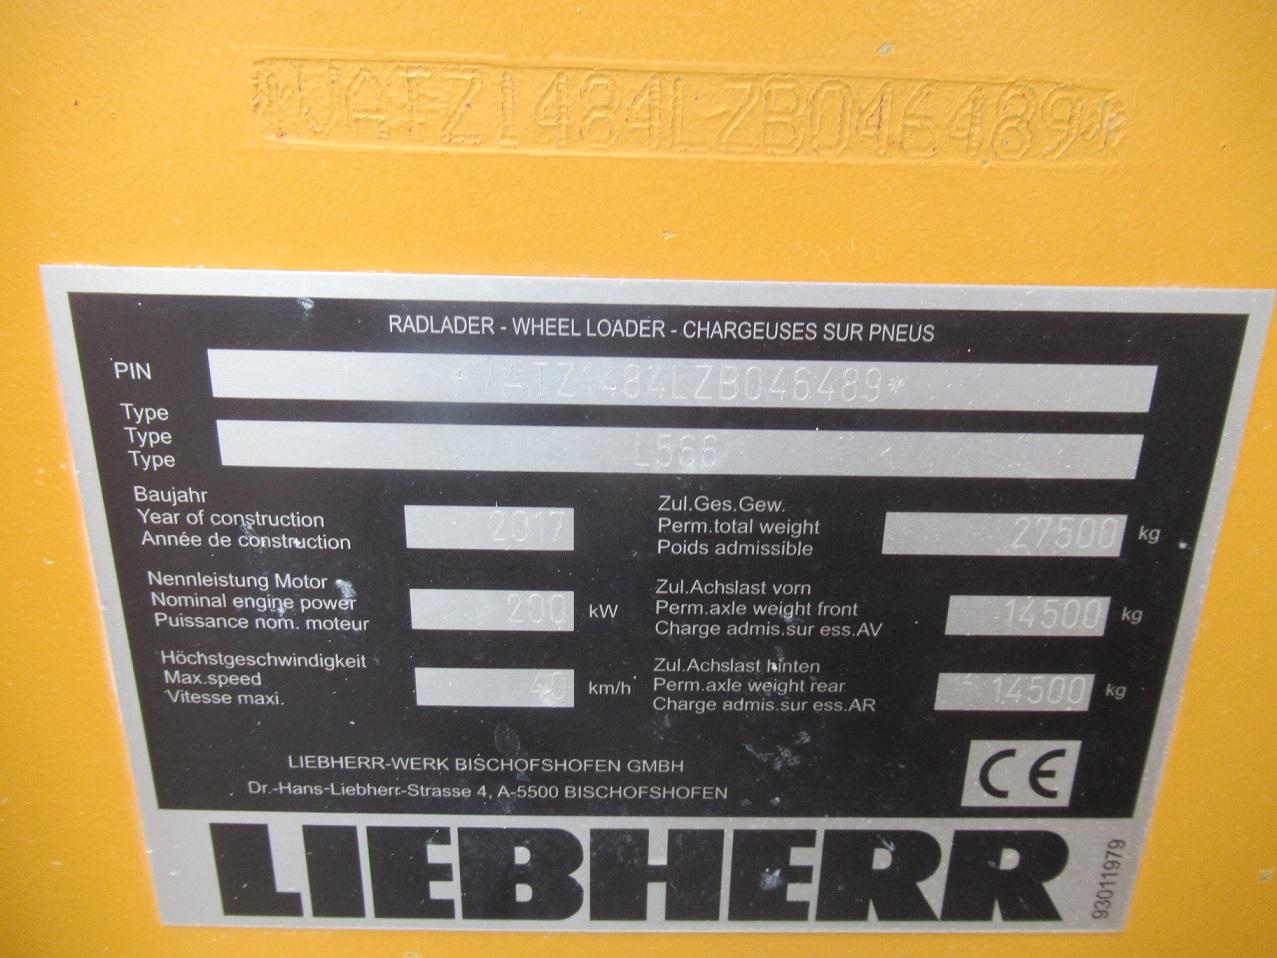 *VATZ1484LZB046489*
RADLADER - WHEEL LOADER - CHARGEUSES SUR PNEUS
PIN *VATZ1484LZB046489*
Type
Type
Type
L566
Baujahr
Year of construction
Année de construction
2017
Zul.Ges.Gew.
Perm.total weight
Poids admissible
27500 kg
Nennleistung Motor
Nominal engine power
Puissance nom. moteur
200 kW
Zul.Achslast vorn
Perm.axle weight front
Charge admis.sur ess.AV
14500 kg
Höchstgeschwindigkeit
Max.speed
Vitesse maxi.
40 km/h
Zul.Achslast hinten
Perm.axle weight rear
Charge admis.sur ess.AR
14500 kg
LIEBHERR-WERK BISCHOFSHOFEN GMBH
Dr.-Hans-Liebherr-Strasse 4, A-5500 BISCHOFSHOFEN
CE
LIEBHERR
93011979